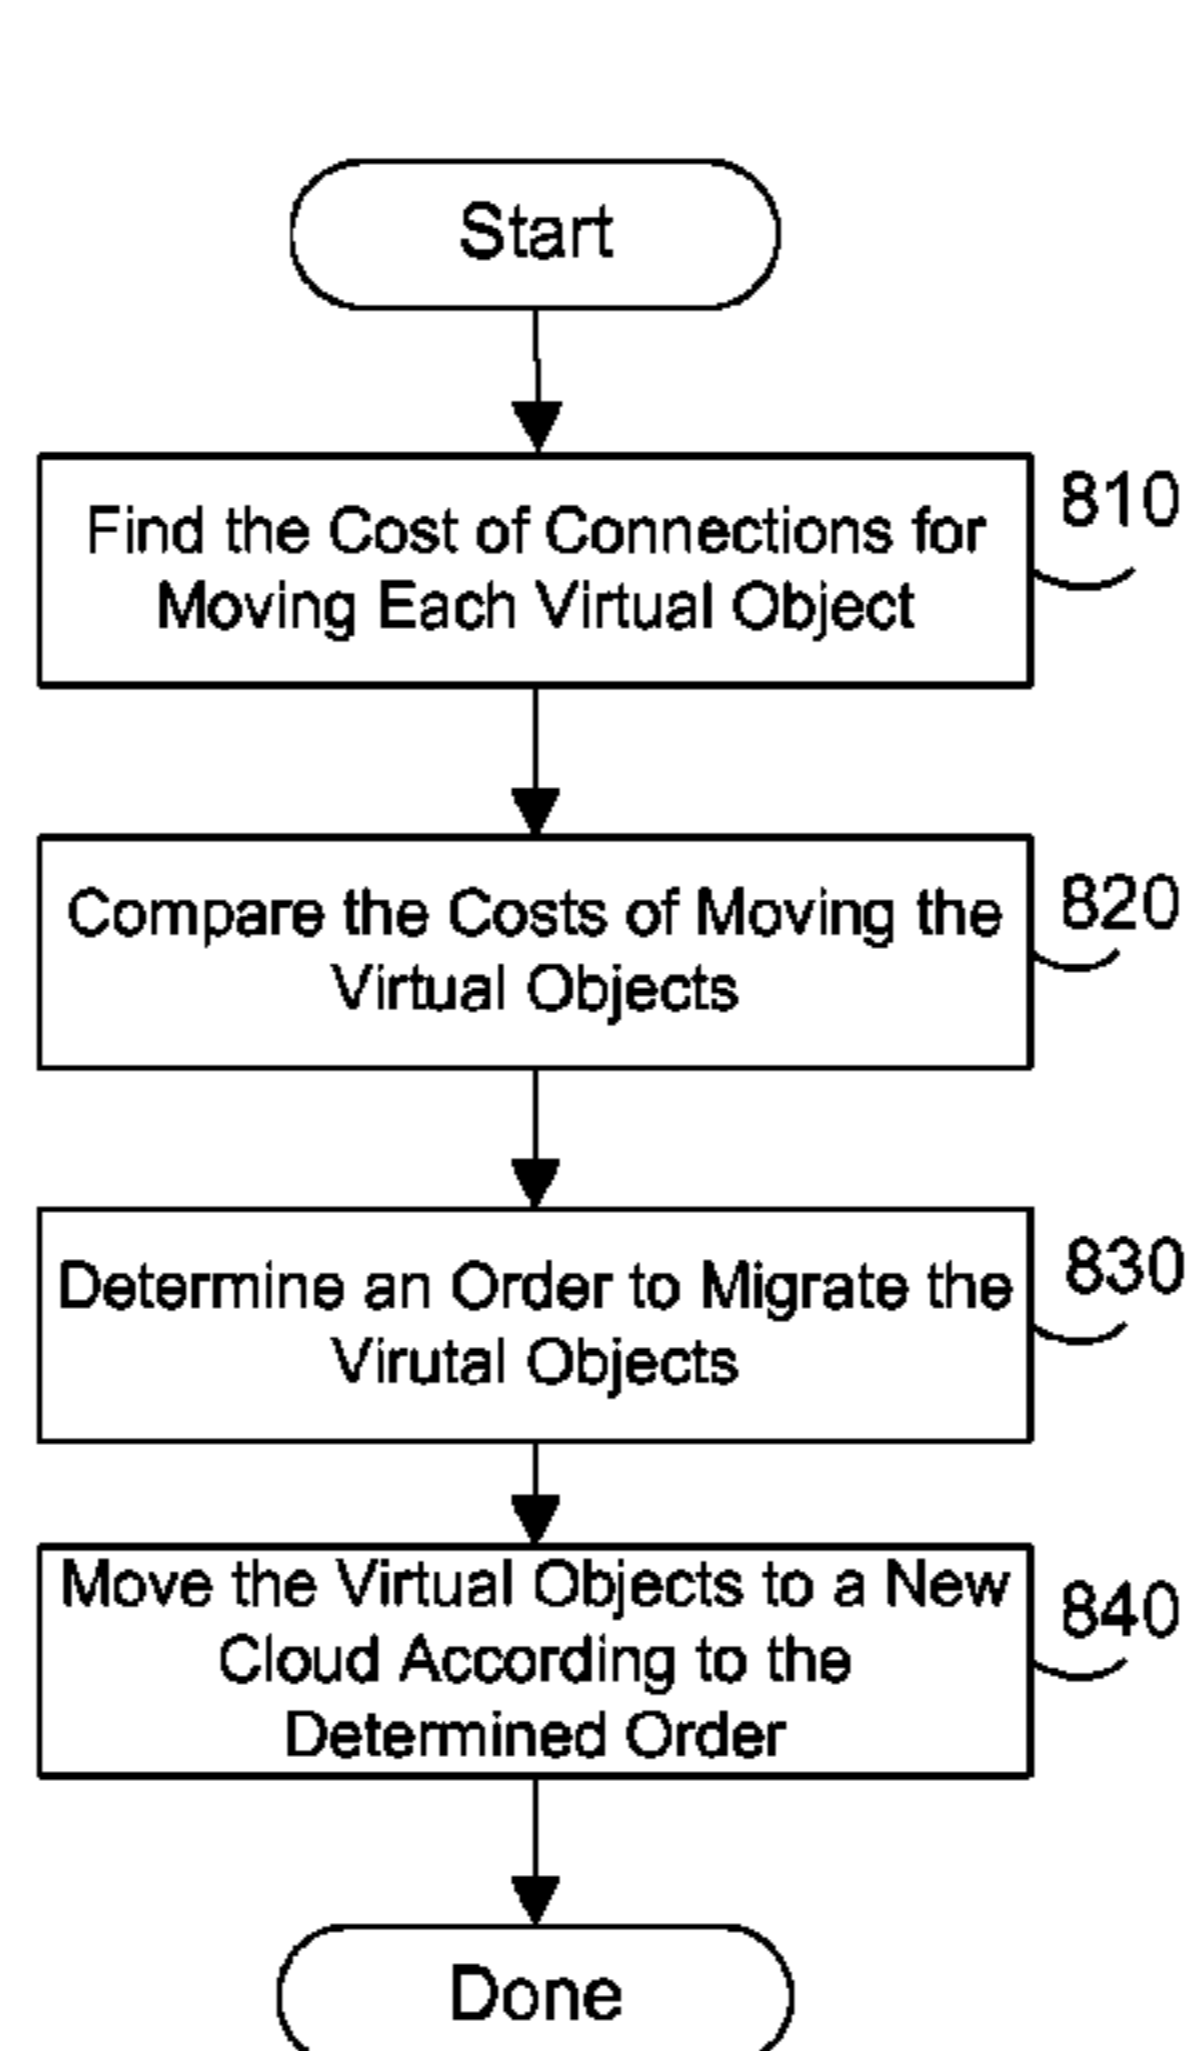 Start
Find the Cost of Connections for
Moving Each Virtual Object
810
Compare the Costs of Moving the
Virtual Objects
820
Determine an Order to Migrate the
Virutal Objects
830
Move the Virtual Objects to a New
Cloud According to the
Determined Order
840
Done